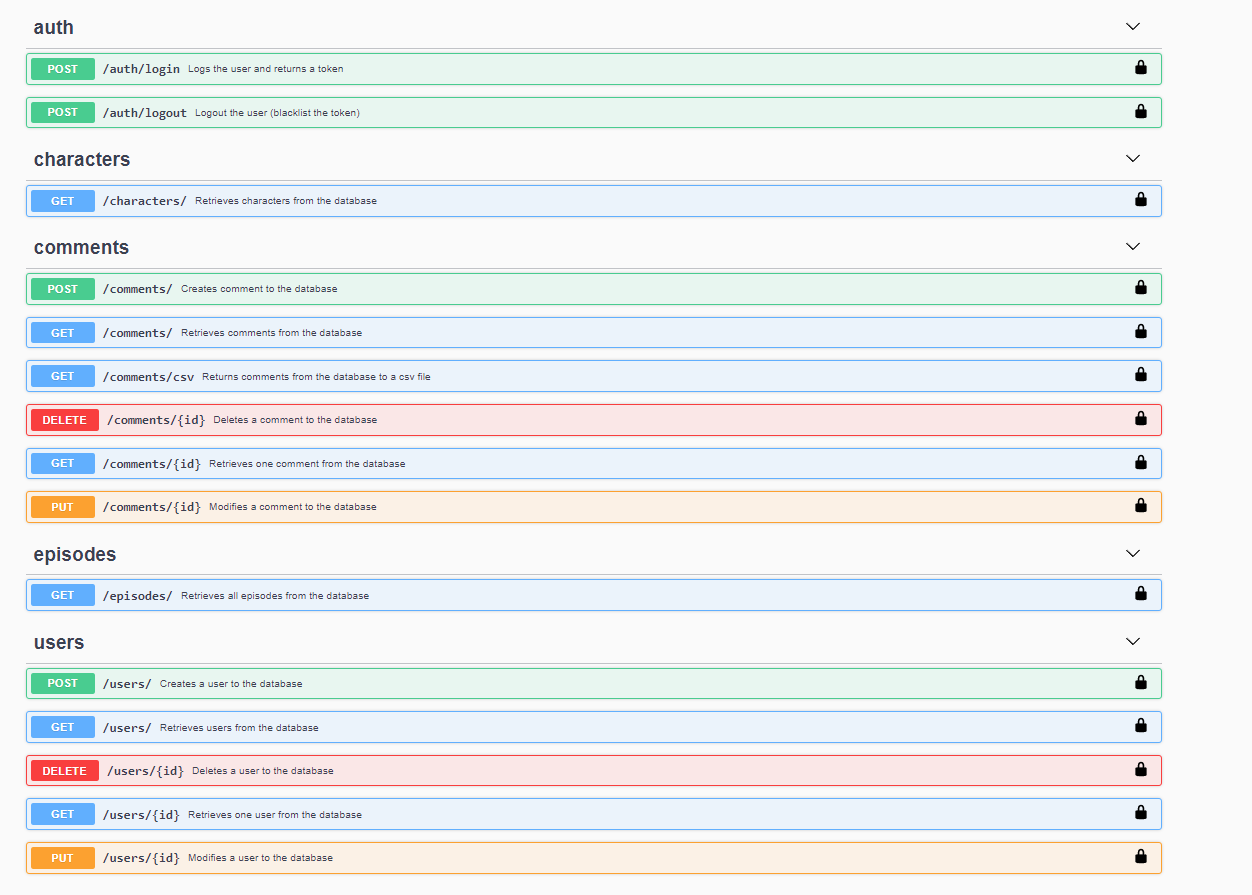 auth
POST /auth/login Logs the user and returns a token
POST /auth/logout Logout the user (blacklist the token)
characters
GET /characters/ Retrieves characters from the database
comments
POST /comments/ Creates comment to the database
GET /comments/ Retrieves comments from the database
GET /comments/csv Returns comments from the database to a csv file
DELETE /comments/{id} Deletes a comment to the database
GET /comments/{id} Retrieves one comment from the database
PUT /comments/{id} Modifies a comment to the database
episodes
GET /episodes/ Retrieves all episodes from the database
users
POST /users/ Creates a user to the database
GET /users/ Retrieves users from the database
DELETE /users/{id} Deletes a user to the database
GET /users/{id} Retrieves one user from the database
PUT /users/{id} Modifies a user to the database